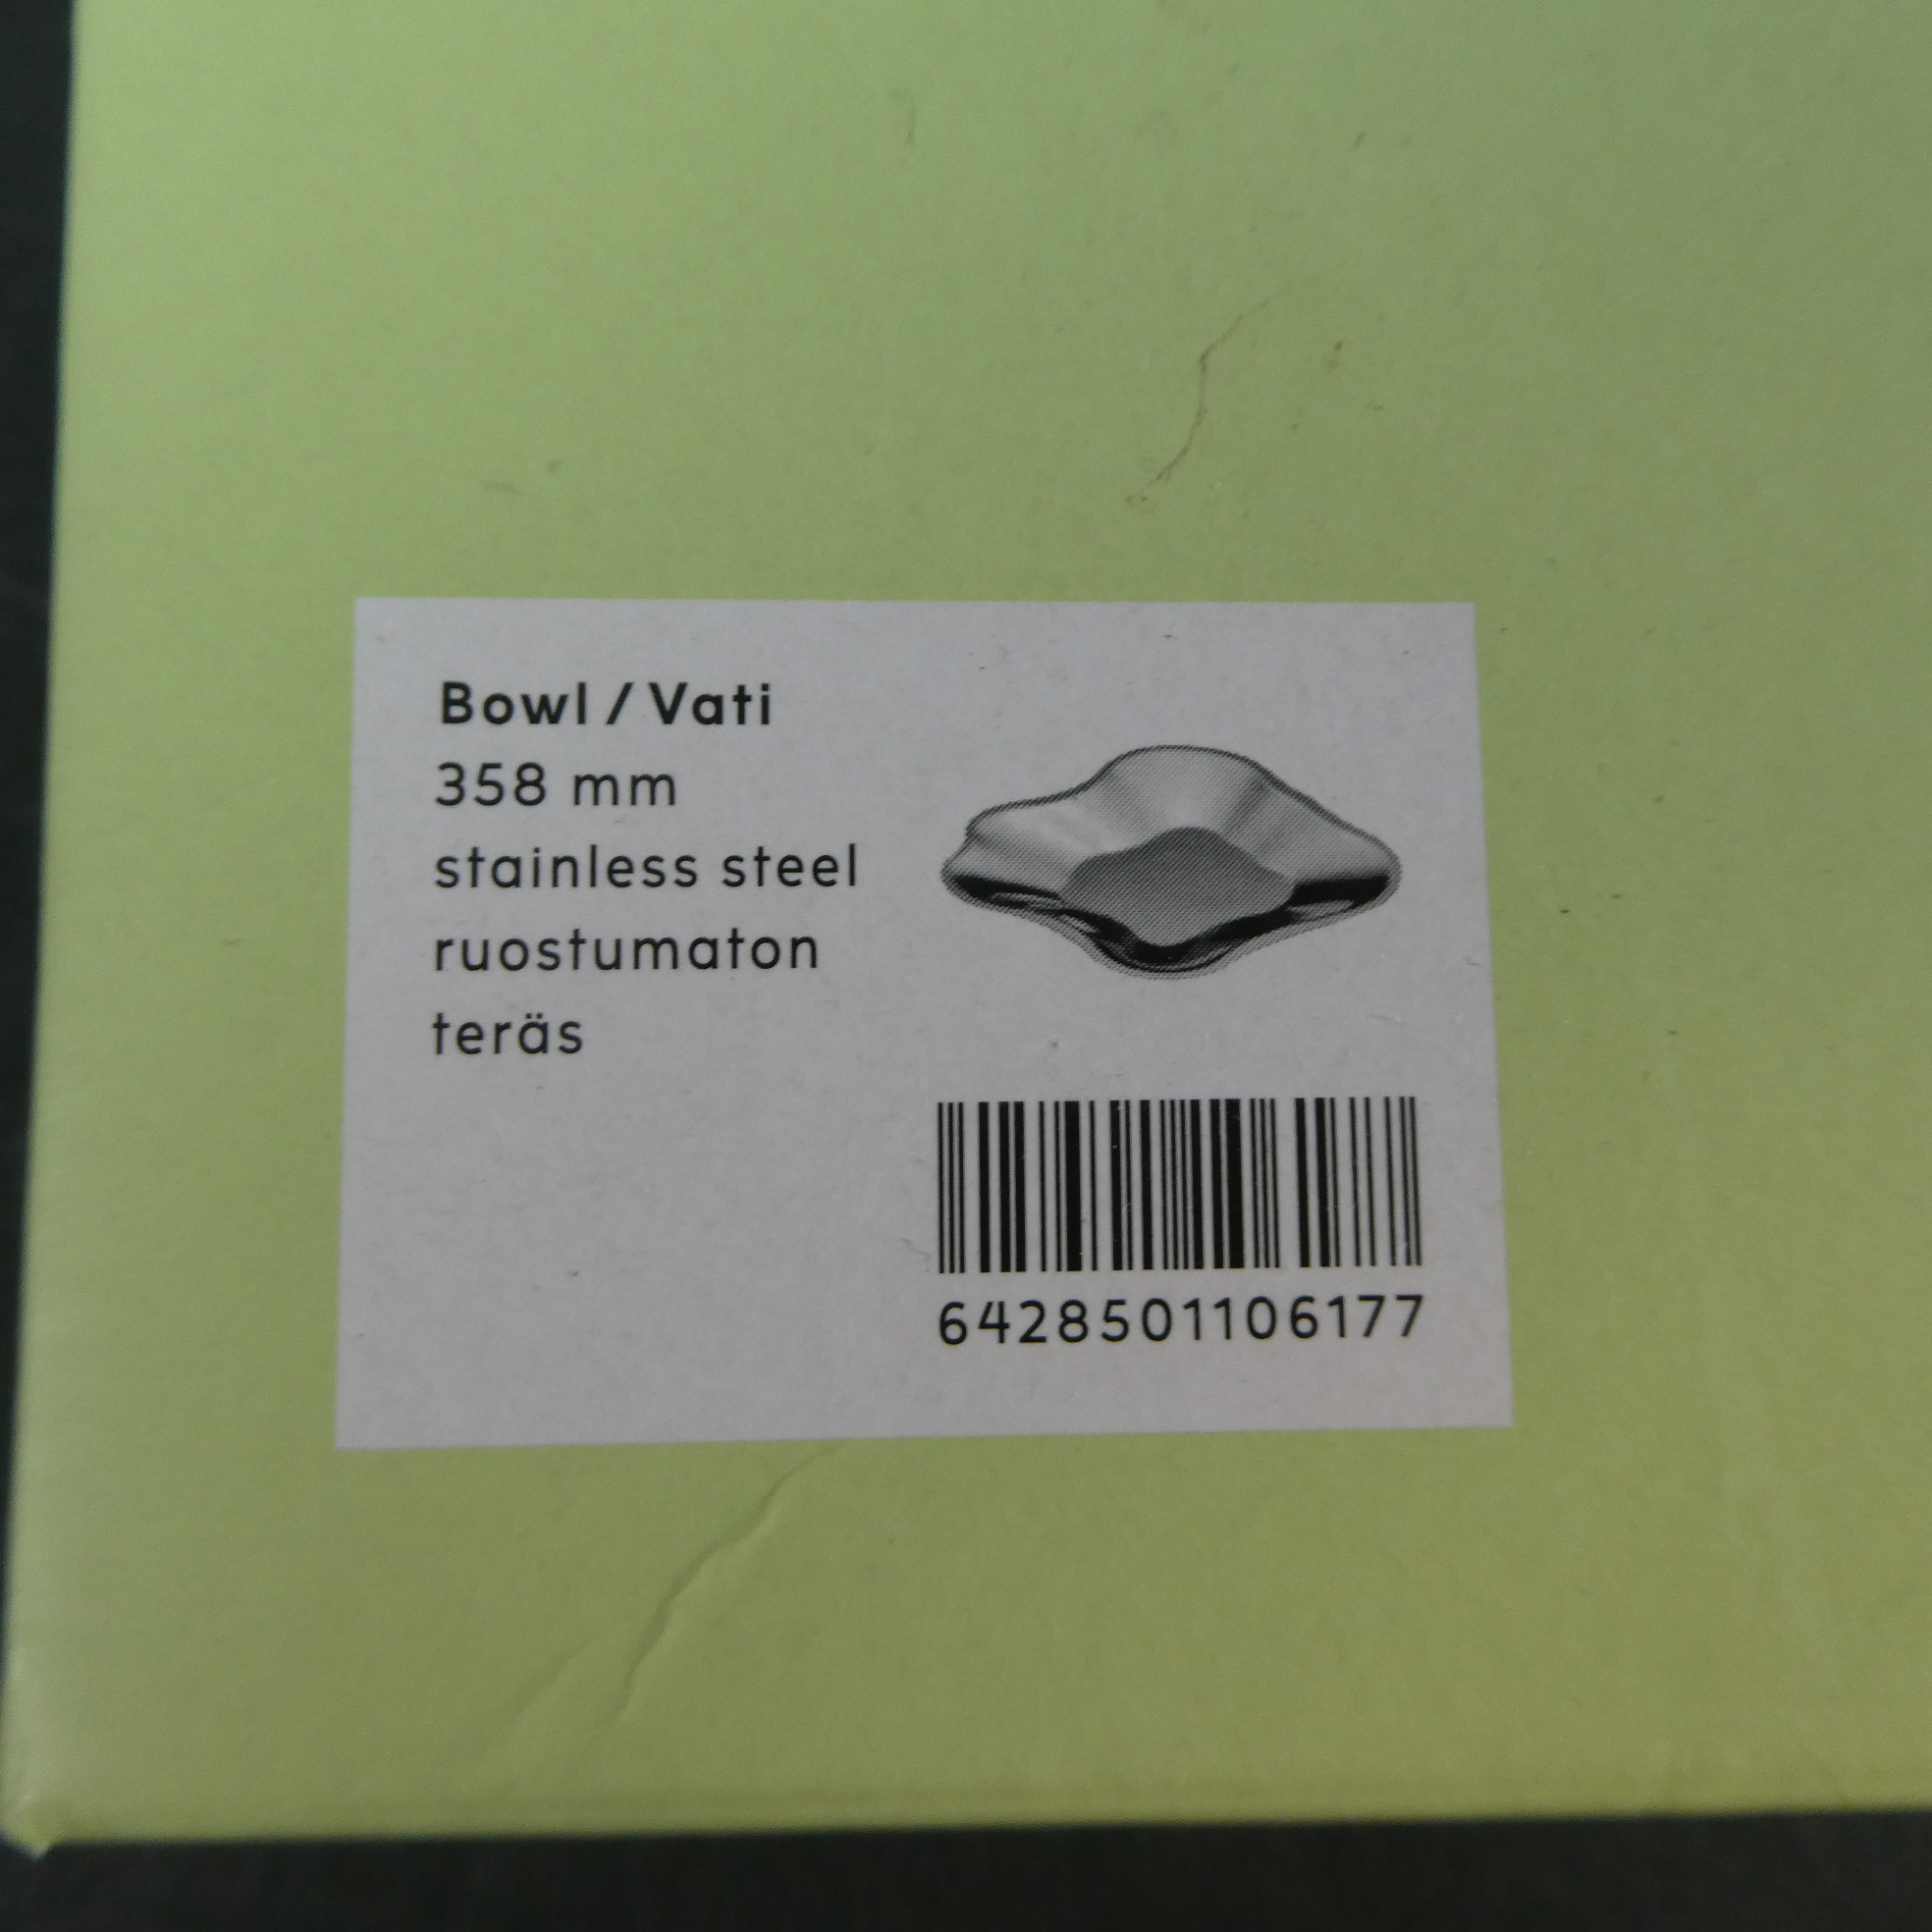 Bowl / Vati
358 mm
stainless steel
ruostumaton
teräs
6428501106177